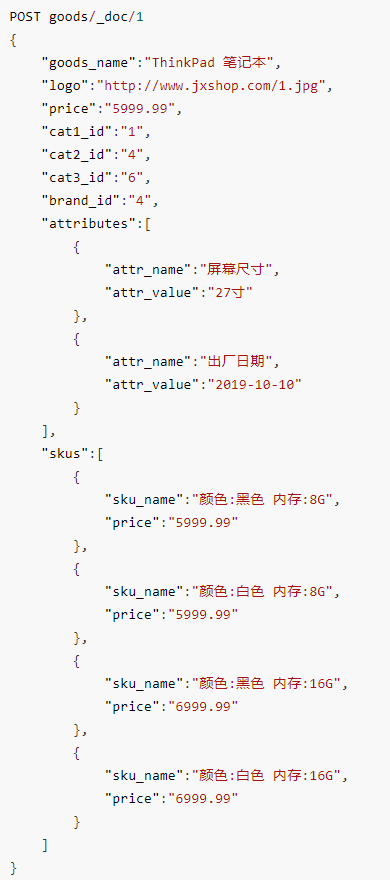 POST goods/_doc/1
{
    "goods_name":"ThinkPad 笔记本",
    "logo":"http://www.jxshop.com/1.jpg",
    "price":"5999.99",
    "cat1_id":"1",
    "cat2_id":"4",
    "cat3_id":"6",
    "brand_id":"4",
    "attributes":[
        {
            "attr_name":"屏幕尺寸",
            "attr_value":"27寸"
        },
        {
            "attr_name":"出厂日期",
            "attr_value":"2019-10-10"
        }
    ],
    "skus":[
        {
            "sku_name":"颜色:黑色 内存:8G",
            "price":"5999.99"
        },
        {
            "sku_name":"颜色:白色 内存:8G",
            "price":"5999.99"
        },
        {
            "sku_name":"颜色:黑色 内存:16G",
            "price":"6999.99"
        },
        {
            "sku_name":"颜色:白色 内存:16G",
            "price":"6999.99"
        }
    ]
}